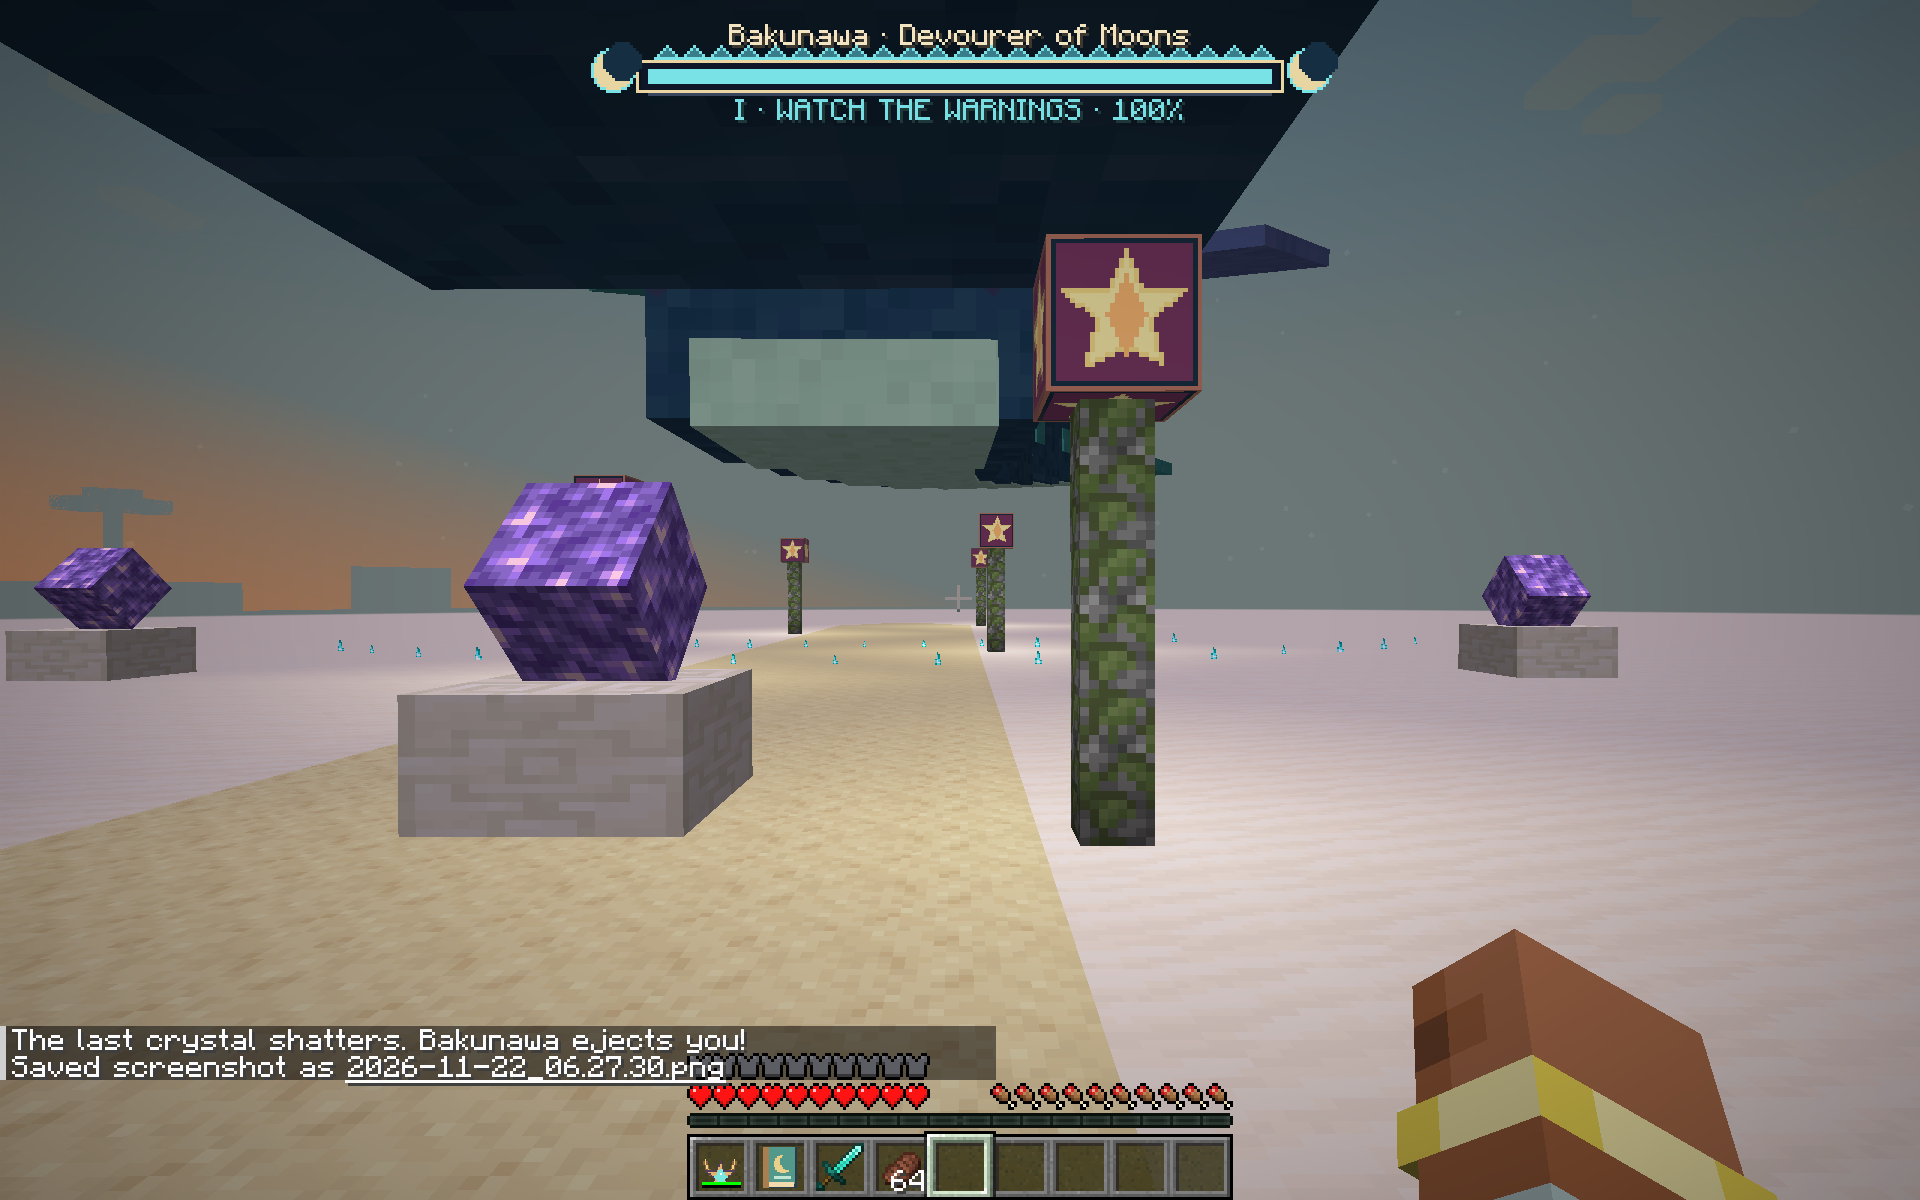 Bakunawa · Devourer of Moons
I · WATCH THE WARNINGS · 100%
The last crystal shatters. Bakunawa ejects you!
Saved screenshot as 2026-11-22_06.27.30.png
64